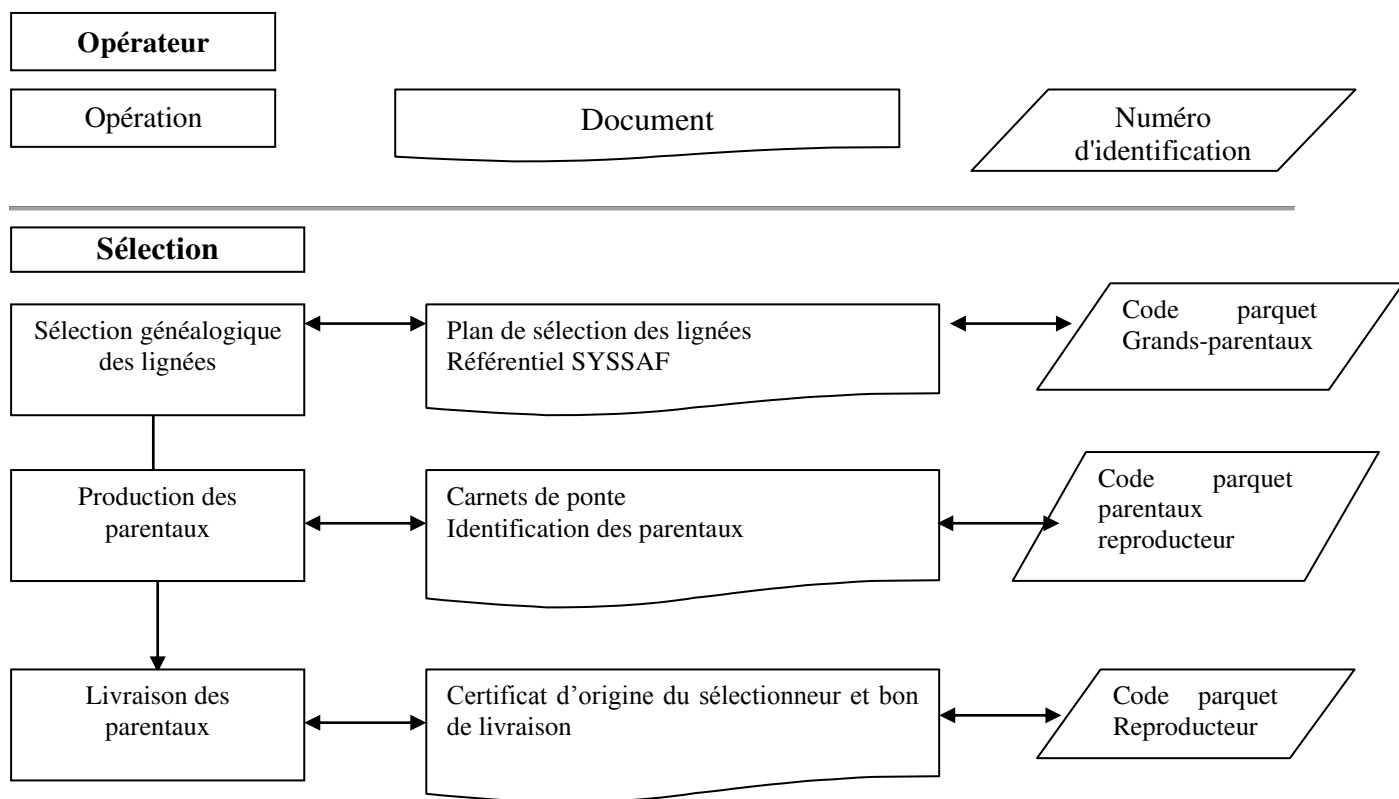 Opérateur
Opération
Document
Numéro
d'identification
Sélection
Sélection généalogique
des lignées
Plan de sélection des lignées
Référentiel SYSSAF
Code parquet
Grands-parentaux
Production des
parentaux
Carnets de ponte
Identification des parentaux
Code parquet
parentaux
reproducteur
Livraison des
parentaux
Certificat d’origine du sélectionneur et bon
de livraison
Code parquet
Reproducteur